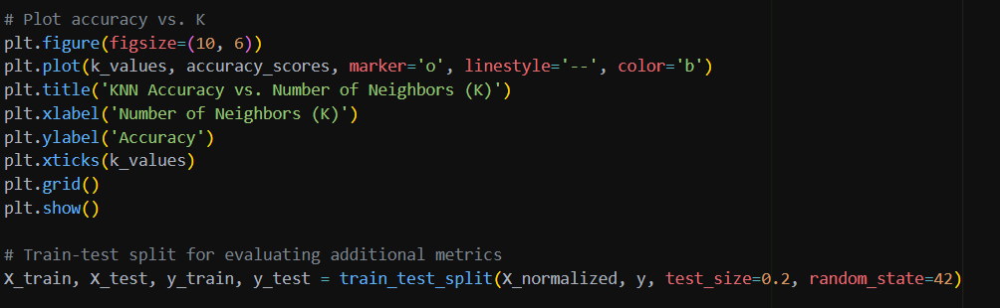 # Plot accuracy vs. K
plt.figure(figsize=(10, 6))
plt.plot(k_values, accuracy_scores, marker='o', linestyle='--', color='b')
plt.title('KNN Accuracy vs. Number of Neighbors (K)')
plt.xlabel('Number of Neighbors (K)')
plt.ylabel('Accuracy')
plt.xticks(k_values)
plt.grid()
plt.show()
# Train-test split for evaluating additional metrics
X_train, X_test, y_train, y_test = train_test_split(X_normalized, y, test_size=0.2, random_state=42)